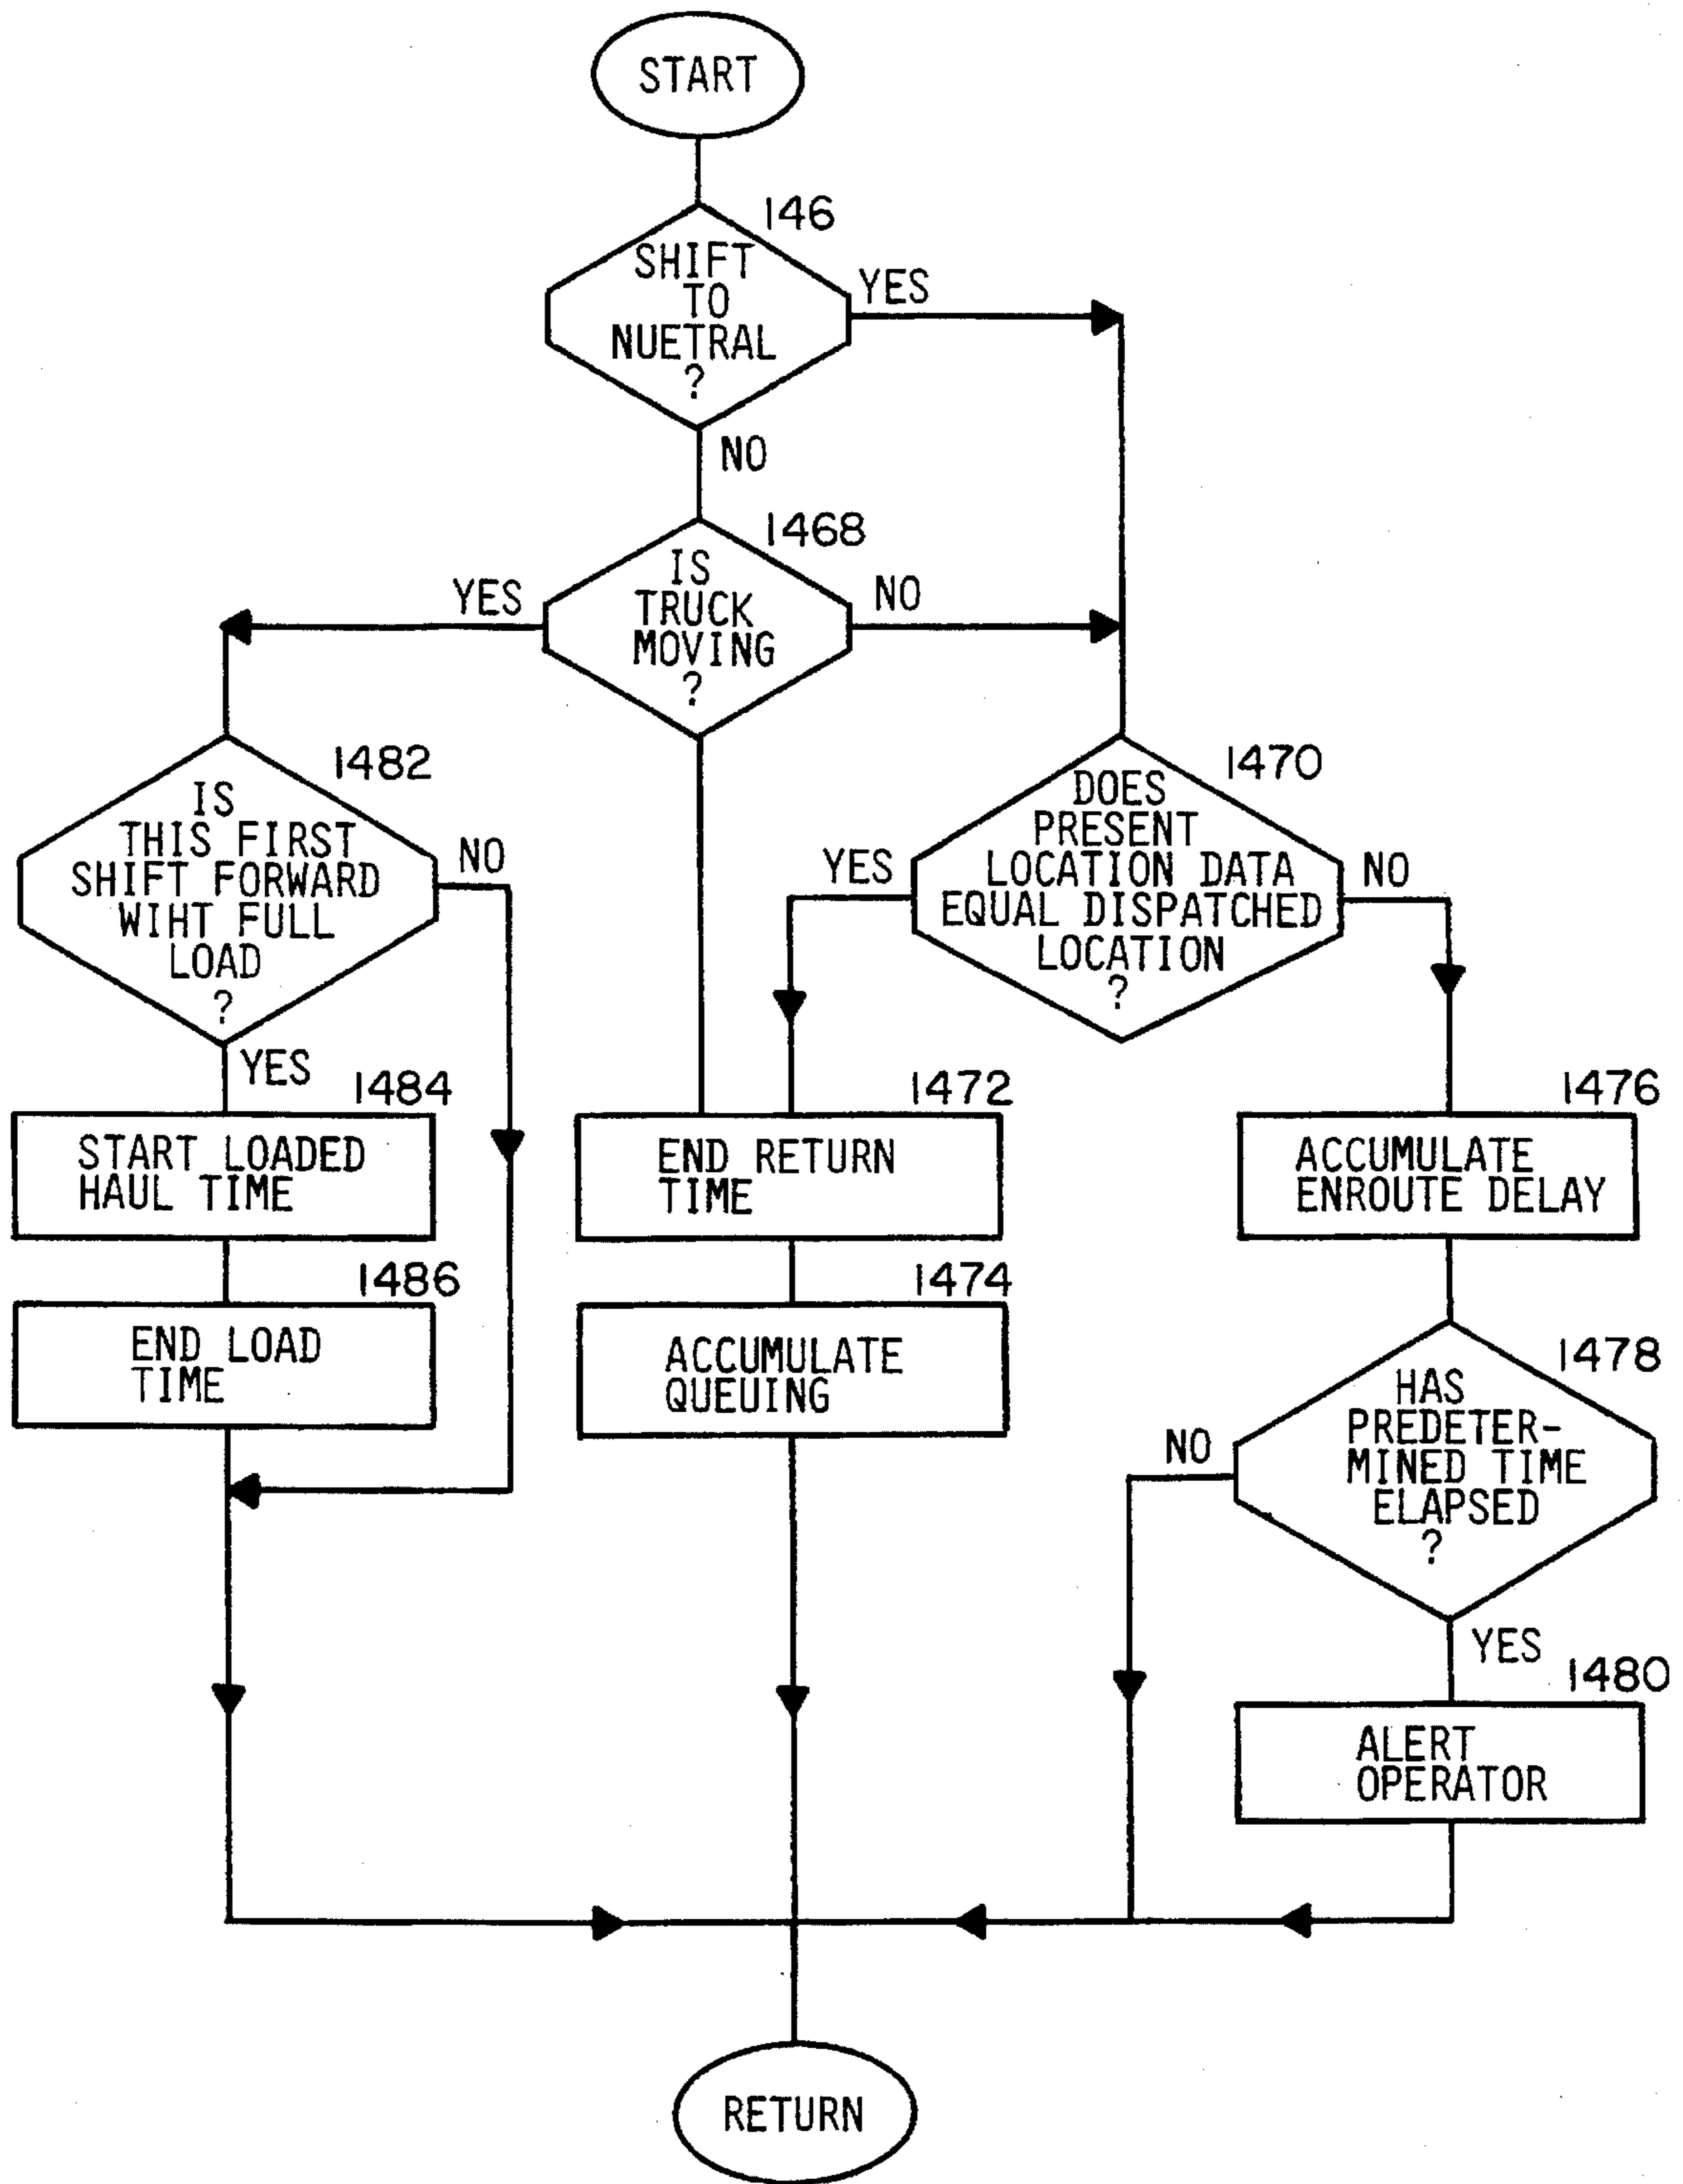 START
146
SHIFT
TO
NUETRAL
?
YES
NO
1468
IS
TRUCK
MOVING
?
YES
NO
1482
IS
THIS FIRST
SHIFT FORWARD
WIHT FULL
LOAD
?
NO
YES
1470
DOES
PRESENT
LOCATION DATA
EQUAL DISPATCHED
LOCATION
?
YES
NO
1484
START LOADED
HAUL TIME
1472
END RETURN
TIME
1476
ACCUMULATE
ENROUTE DELAY
1486
END LOAD
TIME
1474
ACCUMULATE
QUEUING
1478
HAS
PREDETER-
MINED TIME
ELAPSED
?
NO
YES
1480
ALERT
OPERATOR
RETURN